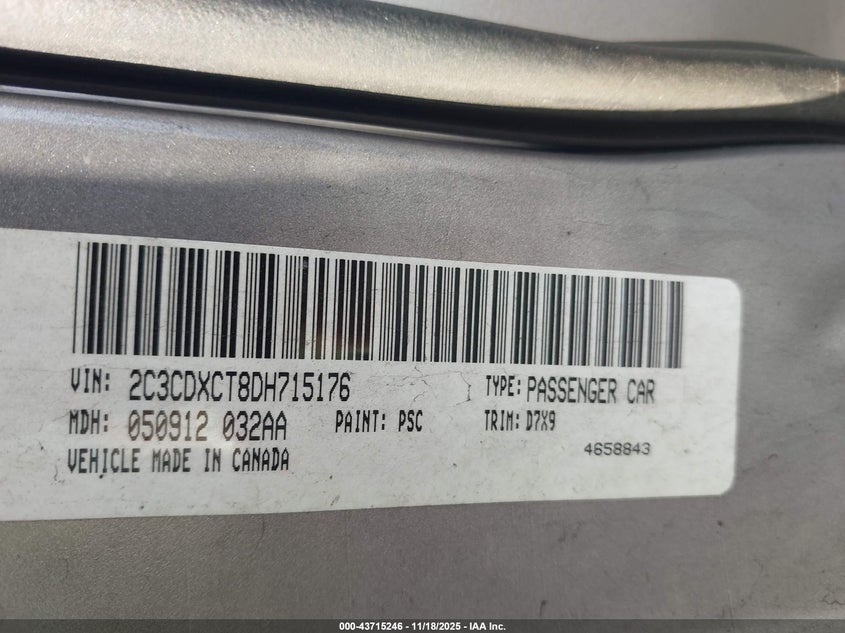 VIN: 2C3CDXCT8DH715176 TYPE: PASSENGER CAR
MDH: 050912 032AA PAINT: PSC TRIM: D7X9
VEHICLE MADE IN CANADA 4658843
000-43715246 - 11/18/2025 - IAA Inc.